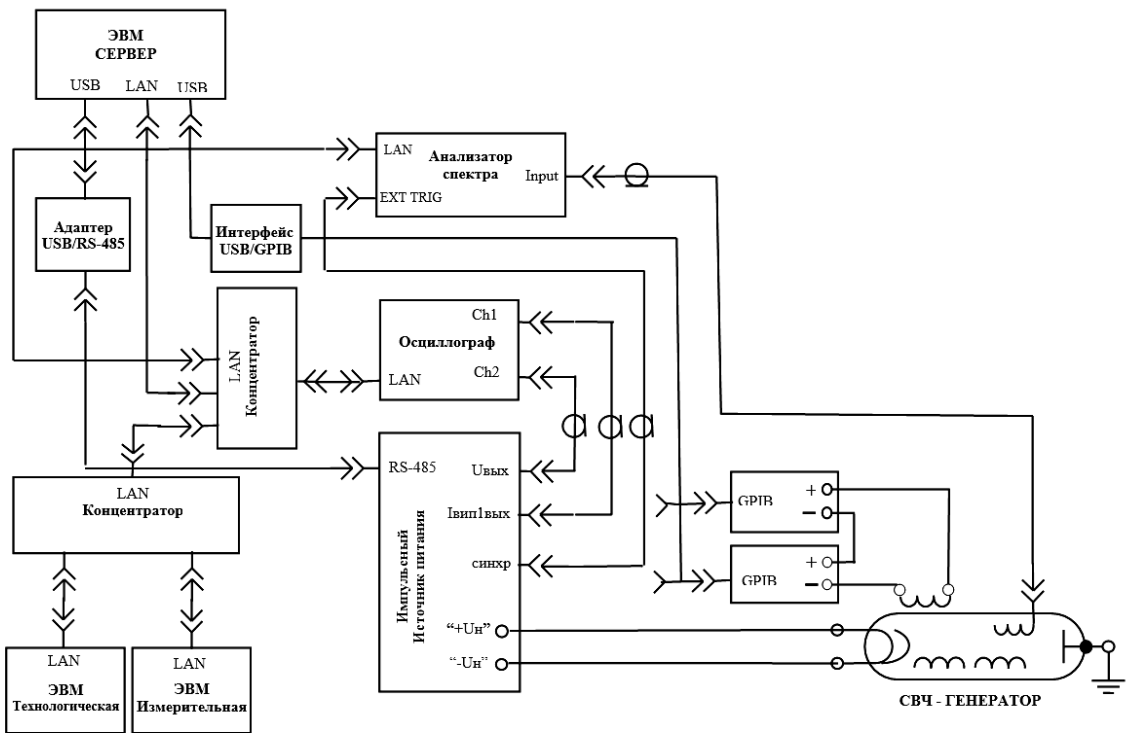 ЭВМ
СЕРВЕР
USB LAN USB
Адаптер
USB/RS-485
Интерфейс
USB/GPIB
LAN
Анализатор
спектра
Input
EXT TRIG
LAN
Концентратор
Ch1
Осциллограф
Ch2
LAN
RS-485
Uвых
Iвип1вых
синхр
Импульсный
Источник питания
“+Uн”
“-Uн”
LAN
Концентратор
LAN
ЭВМ
Технологическая
LAN
ЭВМ
Измерительная
GPIB
+
−
GPIB
+
−
СВЧ - ГЕНЕРАТОР